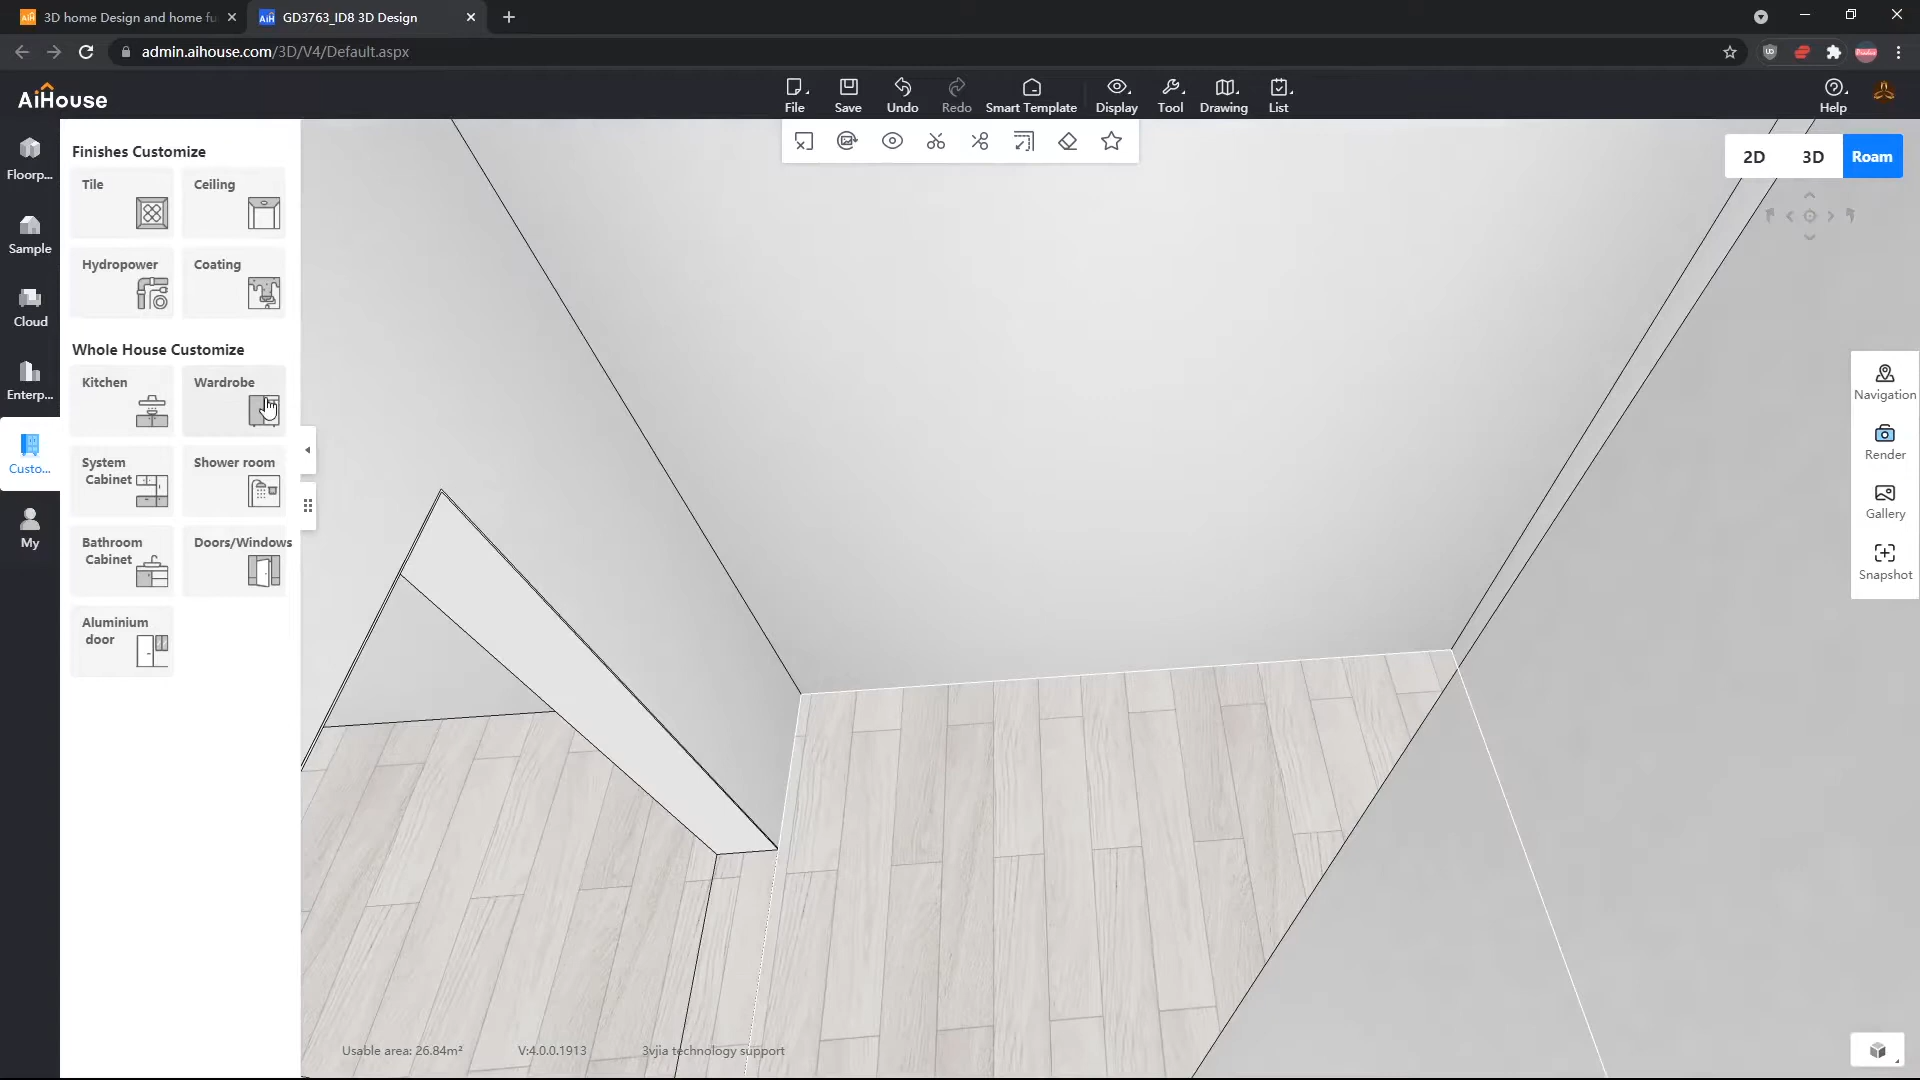 3D home Design and home fu
GD3763_ID8 3D Design
admin.aihouse.com/3D/V4/Default.aspx
AiHouse
File
Save
Undo
Redo
Smart Template
Display
Tool
Drawing
List
Help
2D
3D
Roam
Floorp...
Sample
Cloud
Enterp...
Custo...
My
Finishes Customize
Tile
Ceiling
Hydropower
Coating
Whole House Customize
Kitchen
Wardrobe
System
Cabinet
Shower room
Bathroom
Cabinet
Doors/Windows
Aluminium
door
Navigation
Render
Gallery
Snapshot
Usable area: 26.84m²
V:4.0.0.1913
3vjia technology support